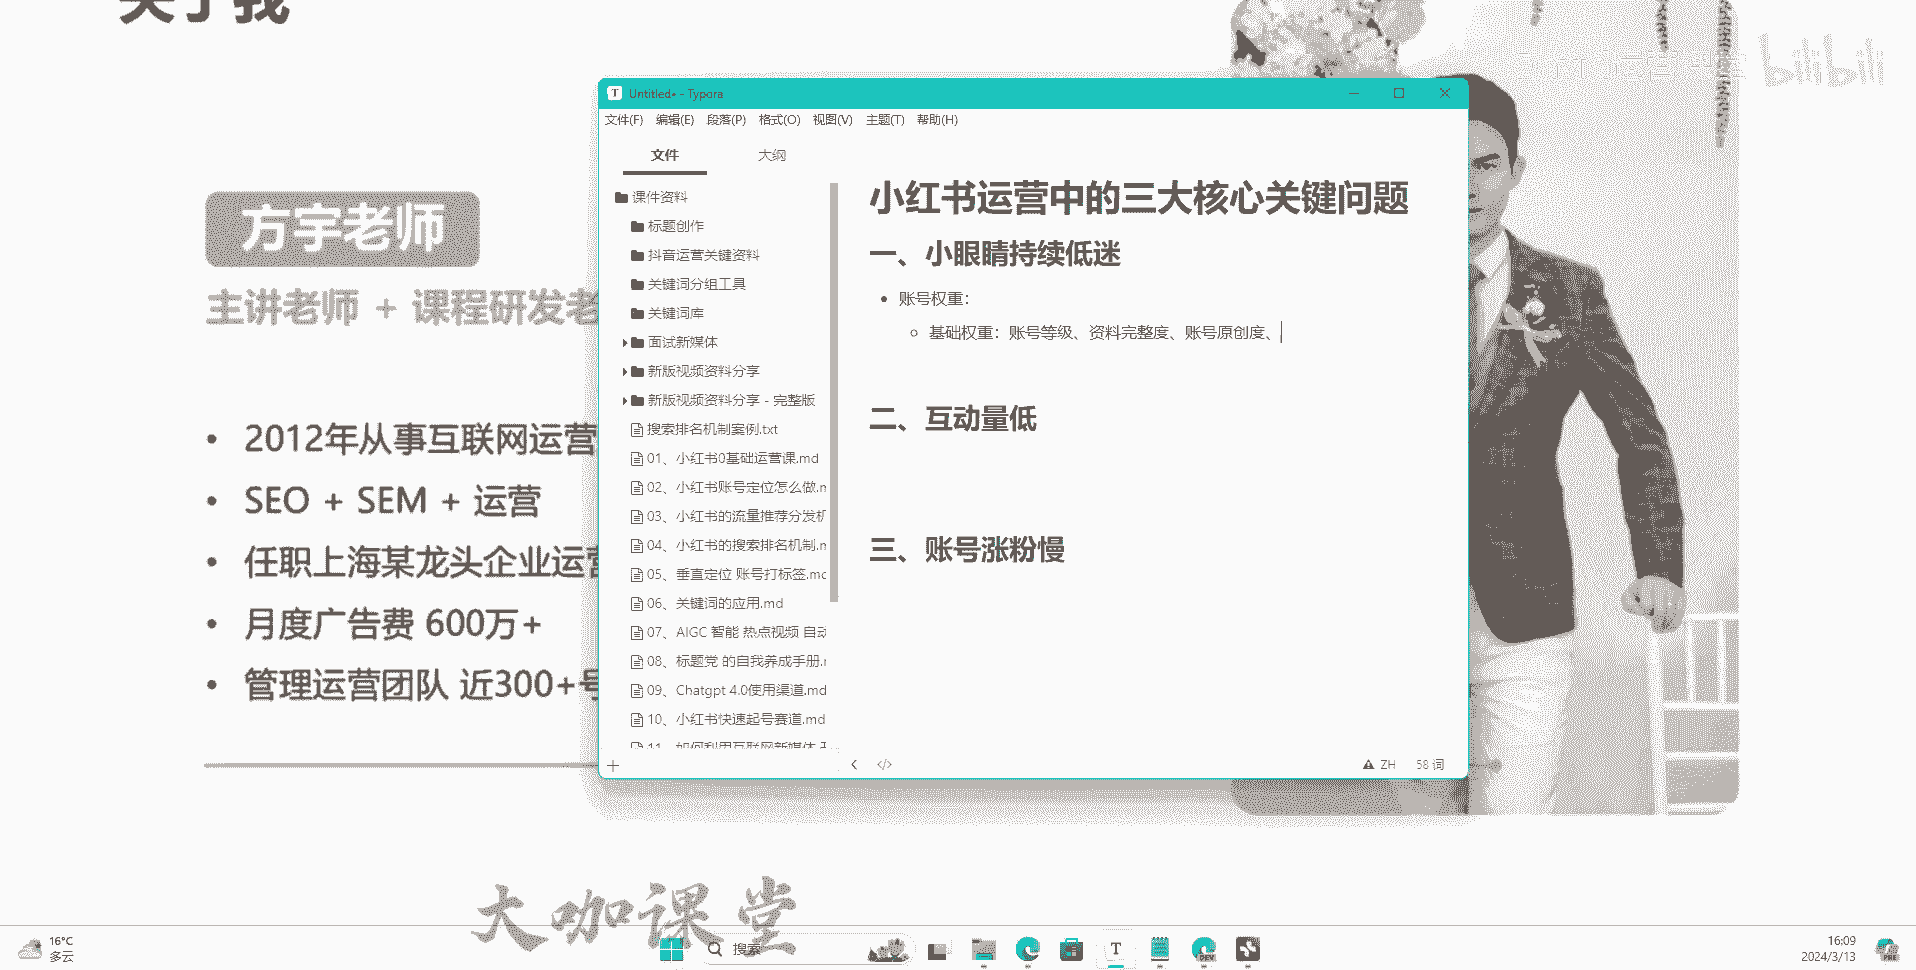 关于我
bilibili
方宇老师
主讲老师 + 课程研发老
2012年从事互联网运营
SEO + SEM + 运营
任职上海某龙头企业运营
月度广告费 600万+
管理运营团队 近300+号
Untitled• - Typora
文件(F) 编辑(E) 段落(P) 格式(O) 视图(V) 主题(T) 帮助(H)
文件 大纲
课件资料
标题创作
抖音运营关键资料
关键词分组工具
关键词库
面试新媒体
新版视频资料分享
新版视频资料分享 - 完整版
搜索排名机制案例.txt
01、小红书0基础运营课.md
02、小红书账号定位怎么做.m
03、小红书的流量推荐分发机
04、小红书的搜索排名机制.m
05、垂直定位 账号打标签.md
06、关键词的应用.md
07、AIGC 智能 热点视频 自动
08、标题党 的自我养成手册.m
09、Chatgpt 4.0使用渠道.md
10、小红书快速起号赛道.md
11、如何利用互联网新媒体
小红书运营中的三大核心关键问题
一、小眼睛持续低迷
账号权重：
基础权重：账号等级、资料完整度、账号原创度、
二、互动量低
三、账号涨粉慢
ZH 58 词
大咖课堂
16°C
多云
搜索
16:09
2024/3/13